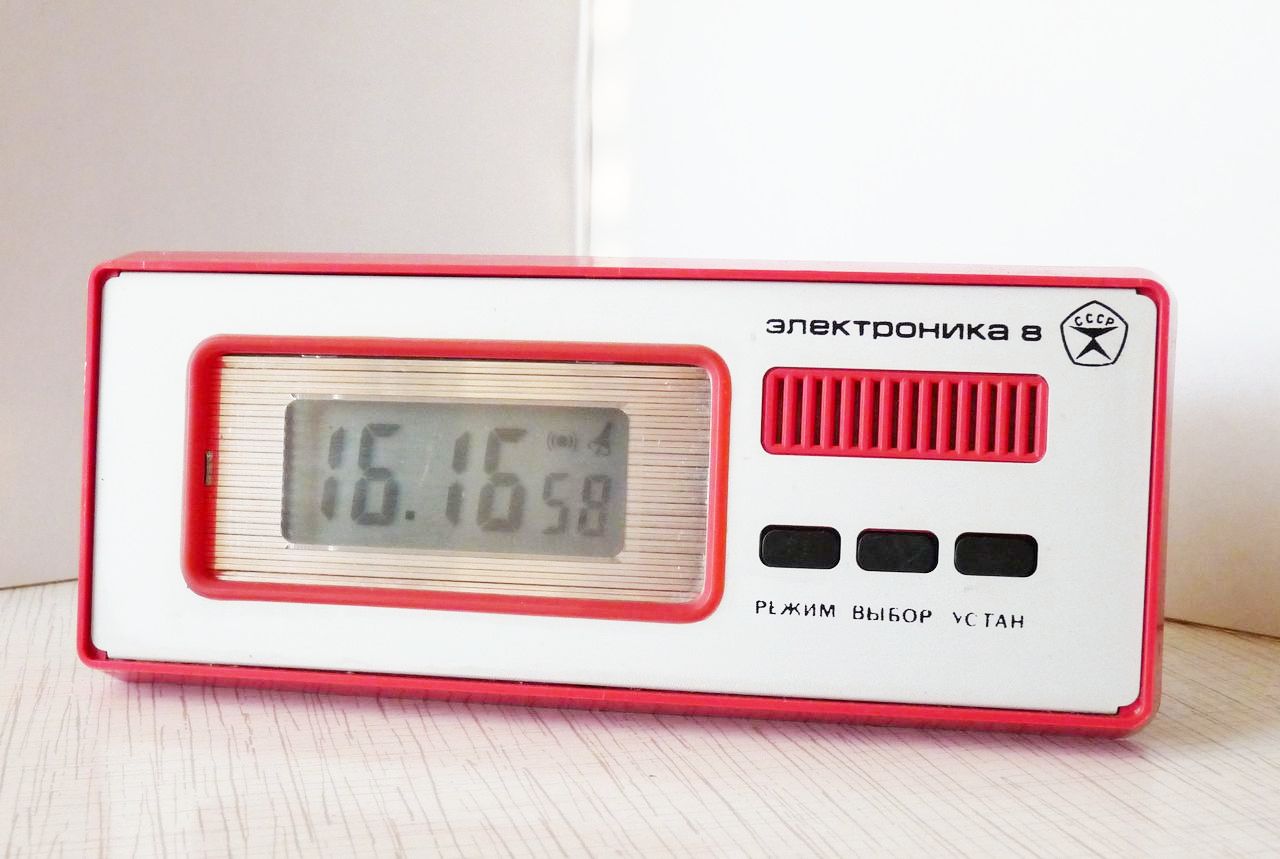 электроника 8
СССР
16.16 58
РЕЖИМ ВЫБОР УСТАН